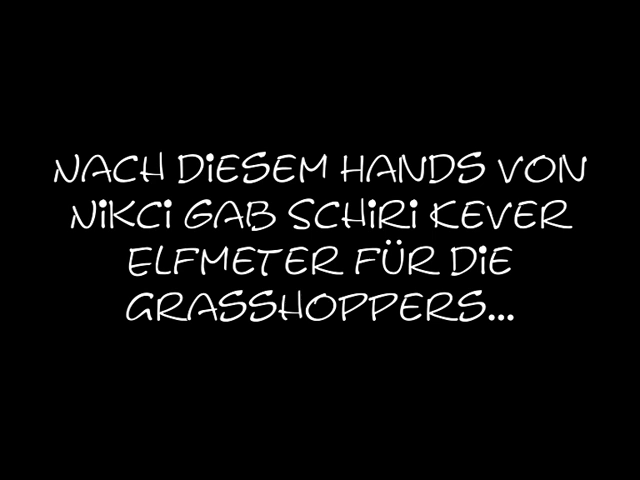 NACH DIESEM HANDS VON
NIKCI GAB SCHIRI KEVER
ELFMETER FÜR DIE
GRASSHOPPERS...